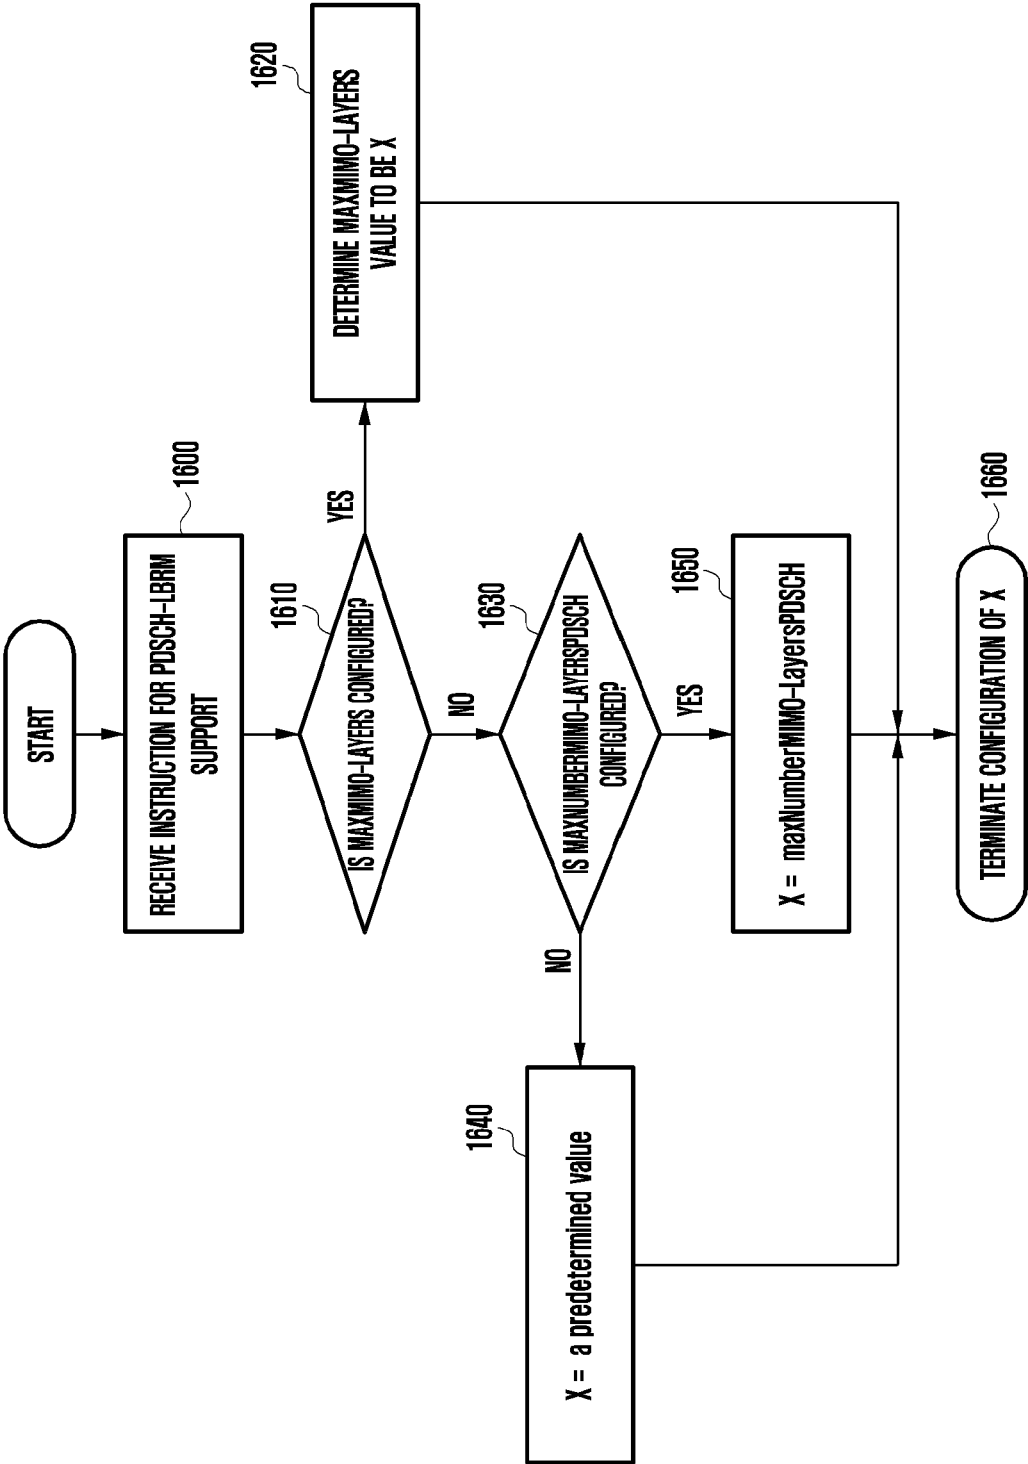 START
RECEIVE INSTRUCTION FOR PDSCH-LBRM
SUPPORT
1600
IS MAXMIMO-LAYERS CONFIGURED?
1610
YES
DETERMINE MAXMIMO-LAYERS
VALUE TO BE X
1620
NO
IS MAXNUMBERMIMO-LAYERSPDSCH
CONFIGURED?
1630
NO
X = a predetermined value
1640
YES
X = maxNumberMIMO-LayersPDSCH
1650
TERMINATE CONFIGURATION OF X
1660